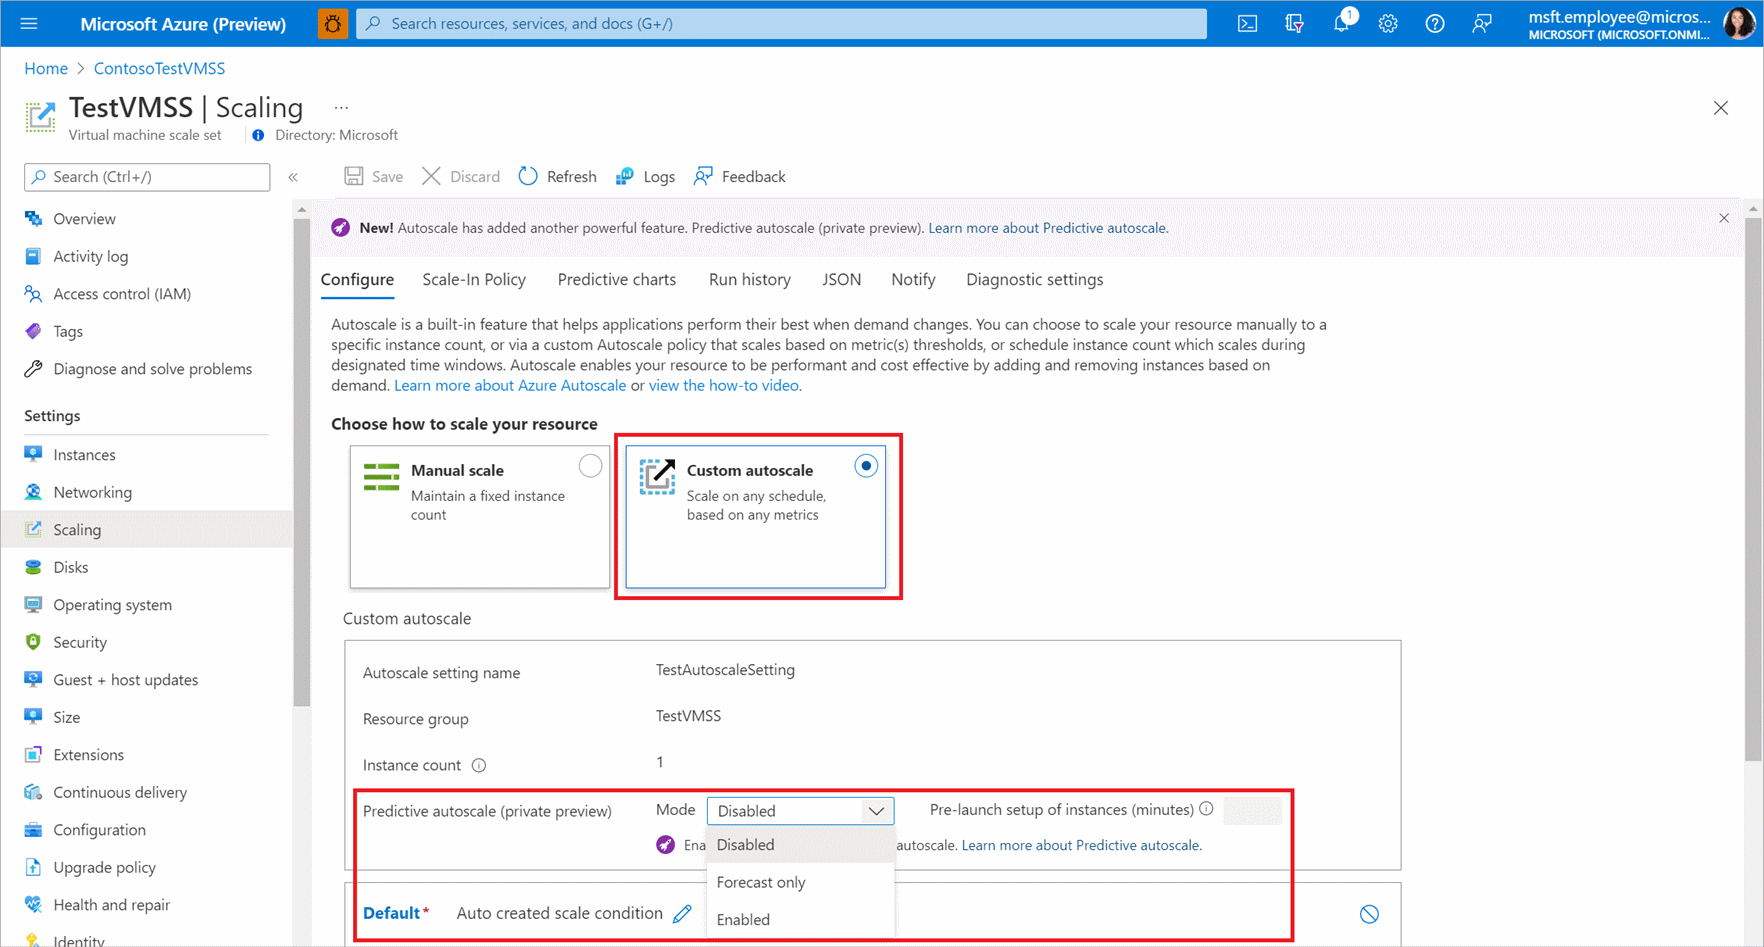 Microsoft Azure (Preview)
Search resources, services, and docs (G+/)
1
msft.employee@micros...
MICROSOFT (MICROSOFT.ONMI...
Home > ContosoTestVMSS
TestVMSS | Scaling ...
Virtual machine scale set
Directory: Microsoft
Search (Ctrl+/)
«
Save
Discard
Refresh
Logs
Feedback
Overview
Activity log
Access control (IAM)
Tags
Diagnose and solve problems
Settings
Instances
Networking
Scaling
Disks
Operating system
Security
Guest + host updates
Size
Extensions
Continuous delivery
Configuration
Upgrade policy
Health and repair
Identity
New! Autoscale has added another powerful feature. Predictive autoscale (private preview). Learn more about Predictive autoscale.
Configure
Scale-In Policy
Predictive charts
Run history
JSON
Notify
Diagnostic settings
Autoscale is a built-in feature that helps applications perform their best when demand changes. You can choose to scale your resource manually to a
specific instance count, or via a custom Autoscale policy that scales based on metric(s) thresholds, or schedule instance count which scales during
designated time windows. Autoscale enables your resource to be performant and cost effective by adding and removing instances based on
demand. Learn more about Azure Autoscale or view the how-to video.
Choose how to scale your resource
Manual scale
Maintain a fixed instance
count
Custom autoscale
Scale on any schedule,
based on any metrics
Custom autoscale
Autoscale setting name
TestAutoscaleSetting
Resource group
TestVMSS
Instance count
1
Predictive autoscale (private preview)
Mode
Disabled
Pre-launch setup of instances (minutes)
Ena
autoscale. Learn more about Predictive autoscale.
Disabled
Forecast only
Enabled
Default*
Auto created scale condition